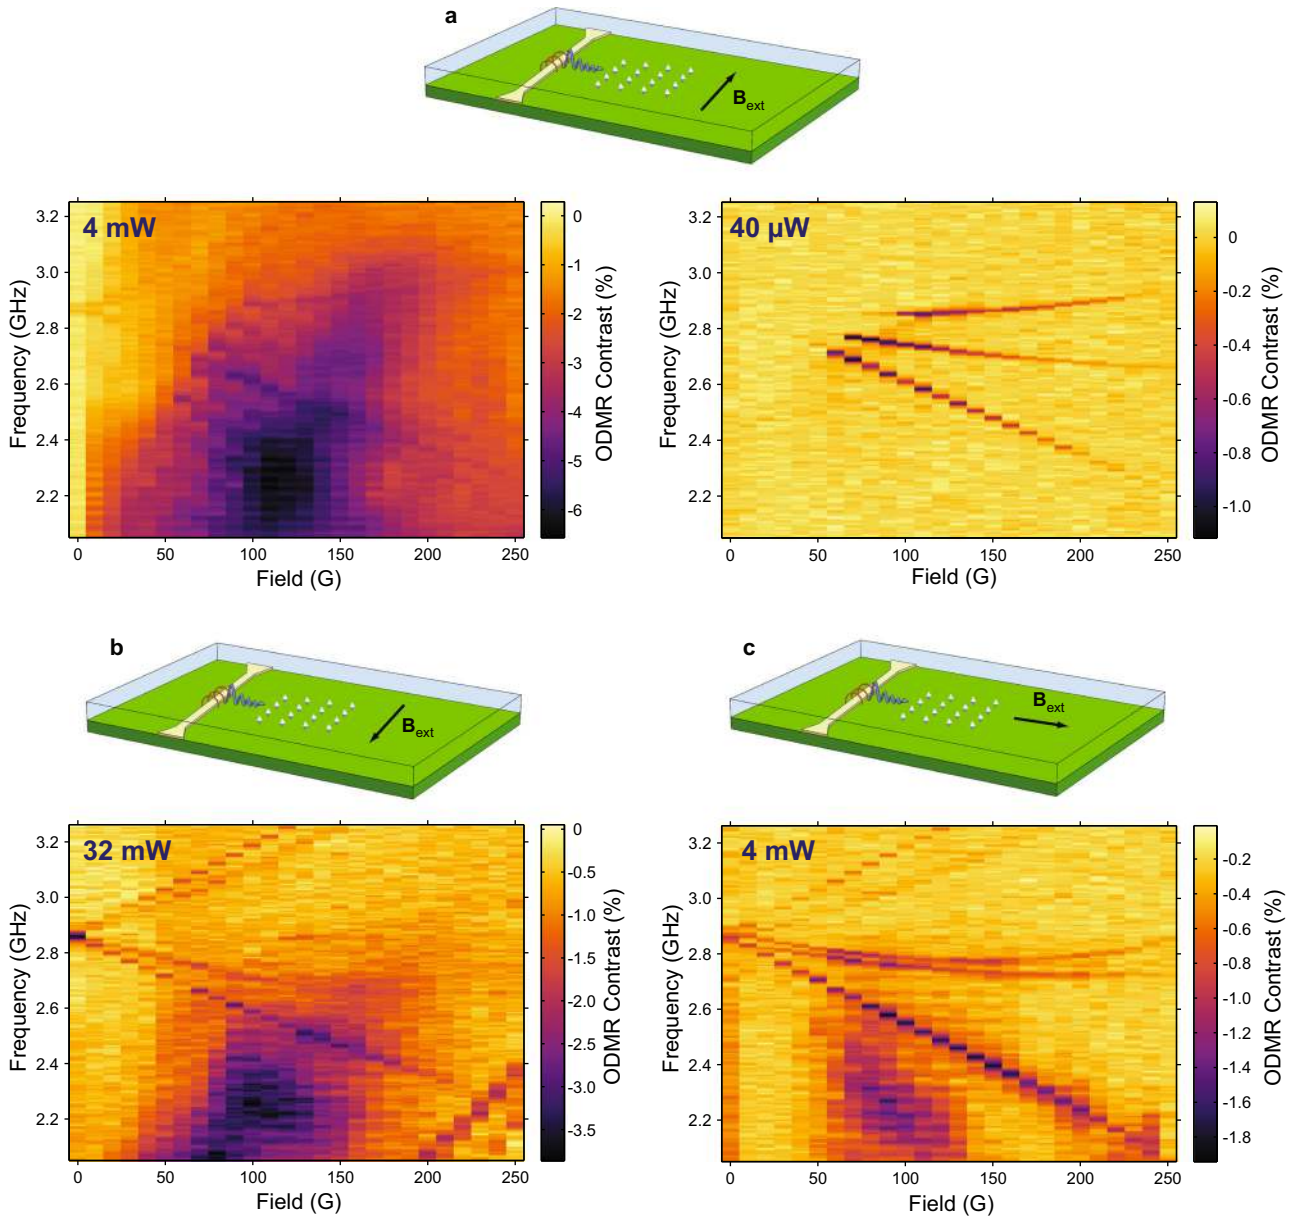 a
B_ext
4 mW
3.2
3.0
2.8
2.6
2.4
2.2
Frequency (GHz)
0 50 100 150 200 250
Field (G)
0
-1
-2
-3
-4
-5
-6
ODMR Contrast (%)
40 µW
3.2
3.0
2.8
2.6
2.4
2.2
Frequency (GHz)
0 50 100 150 200 250
Field (G)
0
-0.2
-0.4
-0.6
-0.8
-1.0
ODMR Contrast (%)
b
B_ext
32 mW
3.2
3.0
2.8
2.6
2.4
2.2
Frequency (GHz)
0 50 100 150 200 250
Field (G)
0
-0.5
-1.0
-1.5
-2.0
-2.5
-3.0
-3.5
ODMR Contrast (%)
c
B_ext
4 mW
3.2
3.0
2.8
2.6
2.4
2.2
Frequency (GHz)
0 50 100 150 200 250
Field (G)
-0.2
-0.4
-0.6
-0.8
-1.0
-1.2
-1.4
-1.6
-1.8
ODMR Contrast (%)